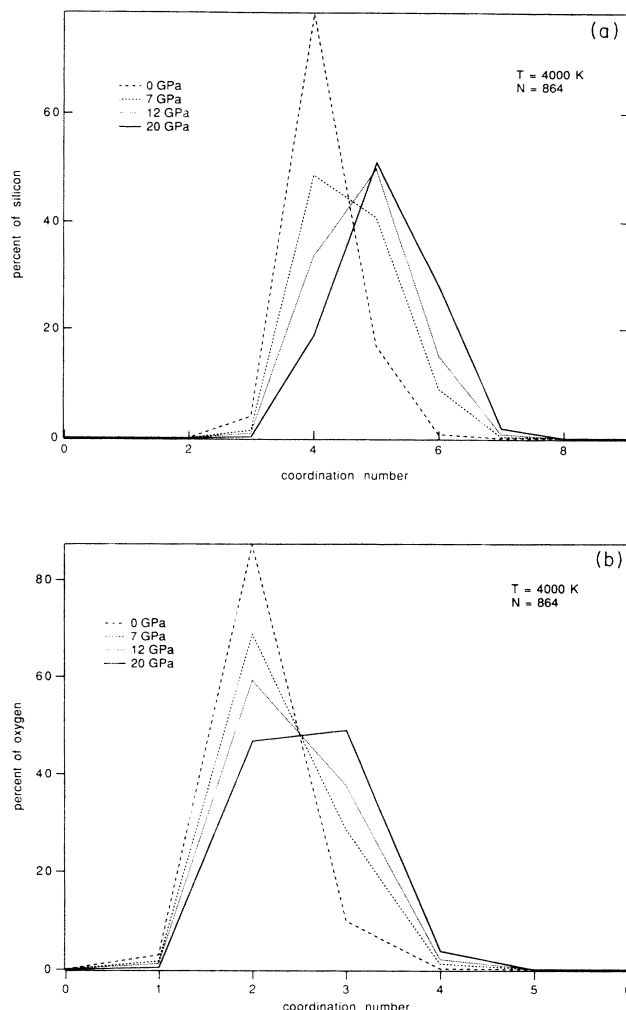 (a)
T = 4000 K
N = 864
0 GPa
7 GPa
12 GPa
20 GPa
percent of silicon
60
40
20
0
0 2 4 6 8
coordination number
(b)
T = 4000 K
N = 864
0 GPa
7 GPa
12 GPa
20 GPa
percent of oxygen
80
60
40
20
0
0 1 2 3 4 5 6
coordination number